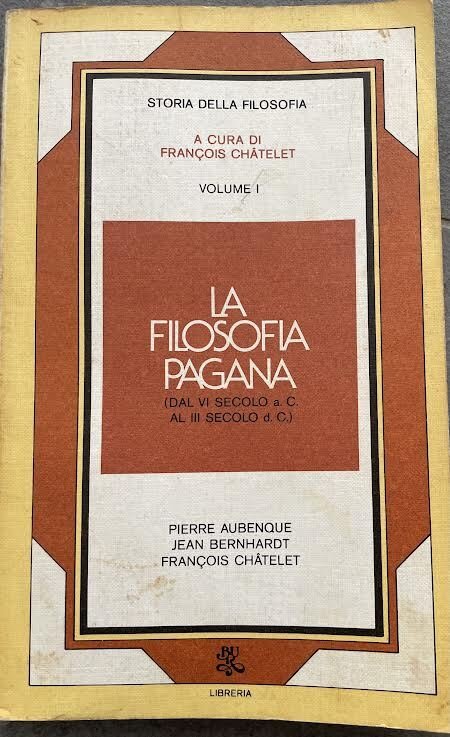 STORIA DELLA FILOSOFIA
A CURA DI
FRANÇOIS CHÂTELET
VOLUME I
LA
FILOSOFIA
PAGANA
(DAL VI SECOLO a. C.
AL III SECOLO d. C.)
PIERRE AUBENQUE
JEAN BERNHARDT
FRANÇOIS CHÂTELET
BUR
LIBRERIA